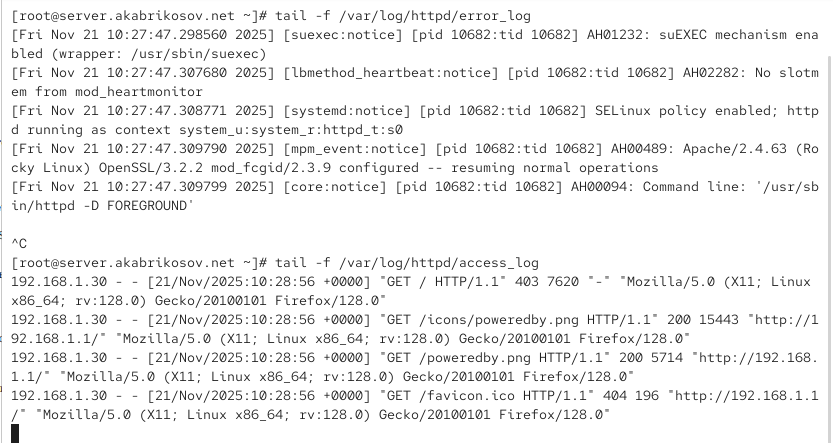 [root@server.akabrikosov.net ~]# tail -f /var/log/httpd/error_log
[Fri Nov 21 10:27:47.298560 2025] [suexec:notice] [pid 10682:tid 10682] AH01232: suEXEC mechanism ena
bled (wrapper: /usr/sbin/suexec)
[Fri Nov 21 10:27:47.307680 2025] [lbmethod_heartbeat:notice] [pid 10682:tid 10682] AH02282: No slotm
em from mod_heartmonitor
[Fri Nov 21 10:27:47.308771 2025] [systemd:notice] [pid 10682:tid 10682] SELinux policy enabled; http
d running as context system_u:system_r:httpd_t:s0
[Fri Nov 21 10:27:47.309790 2025] [mpm_event:notice] [pid 10682:tid 10682] AH00489: Apache/2.4.63 (Ro
cky Linux) OpenSSL/3.2.2 mod_fcgid/2.3.9 configured -- resuming normal operations
[Fri Nov 21 10:27:47.309799 2025] [core:notice] [pid 10682:tid 10682] AH00094: Command line: '/usr/sb
in/httpd -D FOREGROUND'
^C
[root@server.akabrikosov.net ~]# tail -f /var/log/httpd/access_log
192.168.1.30 - - [21/Nov/2025:10:28:56 +0000] "GET / HTTP/1.1" 403 7620 "-" "Mozilla/5.0 (X11; Linux
x86_64; rv:128.0) Gecko/20100101 Firefox/128.0"
192.168.1.30 - - [21/Nov/2025:10:28:56 +0000] "GET /icons/poweredby.png HTTP/1.1" 200 15443 "http://1
92.168.1.1/" "Mozilla/5.0 (X11; Linux x86_64; rv:128.0) Gecko/20100101 Firefox/128.0"
192.168.1.30 - - [21/Nov/2025:10:28:56 +0000] "GET /poweredby.png HTTP/1.1" 200 5714 "http://192.168.
1.1/" "Mozilla/5.0 (X11; Linux x86_64; rv:128.0) Gecko/20100101 Firefox/128.0"
192.168.1.30 - - [21/Nov/2025:10:28:56 +0000] "GET /favicon.ico HTTP/1.1" 404 196 "http://192.168.1.1
/" "Mozilla/5.0 (X11; Linux x86_64; rv:128.0) Gecko/20100101 Firefox/128.0"